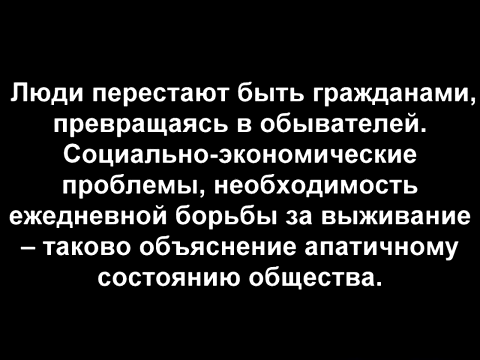 Люди перестают быть гражданами,
превращаясь в обывателей.
Социально-экономические
проблемы, необходимость
ежедневной борьбы за выживание
– таково объяснение апатичному
состоянию общества.